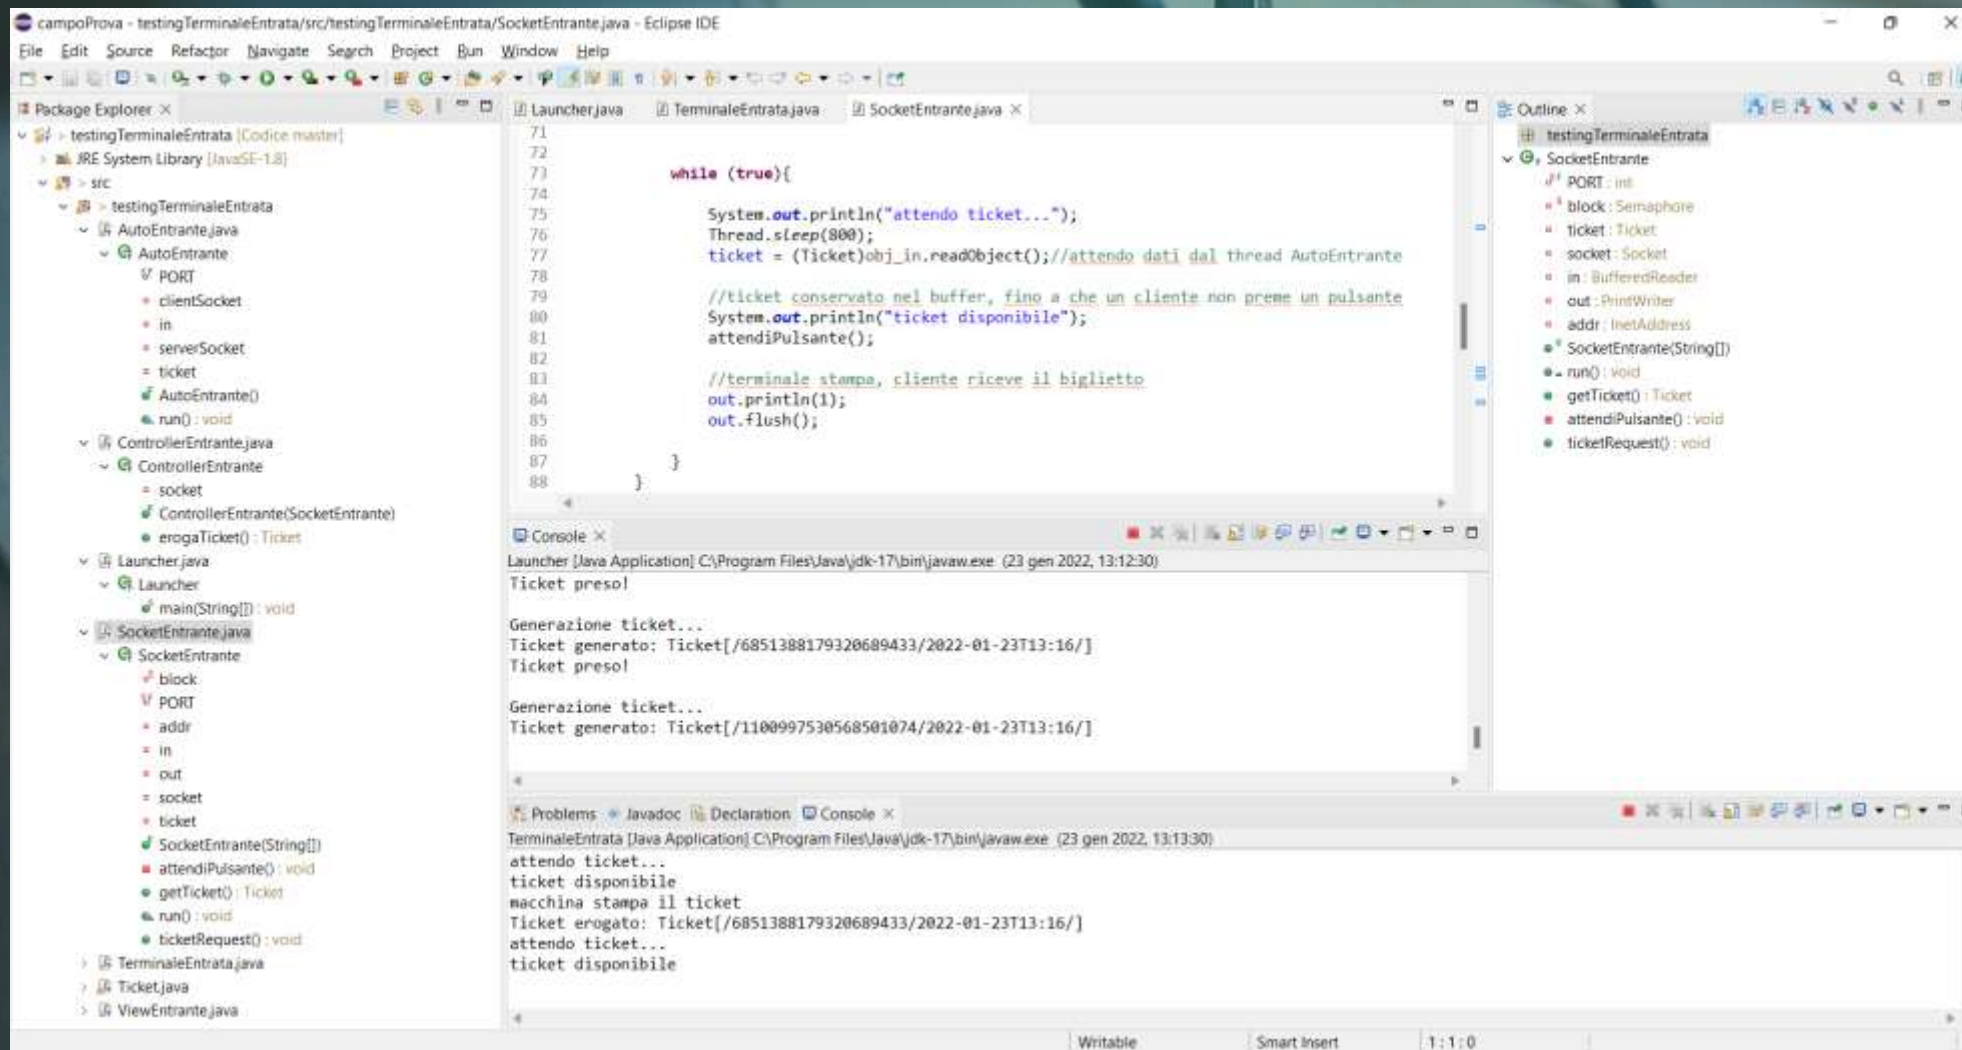 campoProva - testingTerminaleEntrata/src/testingTerminaleEntrata/SocketEntrante.java - Eclipse IDE
File Edit Source Refactor Navigate Search Project Run Window Help
Package Explorer
testingTerminaleEntrata [Codice master]
JRE System Library [JavaSE-1.8]
> src
> testingTerminaleEntrata
AutoEntrante.java
AutoEntrante
PORT
clientSocket
in
serverSocket
ticket
AutoEntrante()
run() : void
ControllerEntrante.java
ControllerEntrante
socket
ControllerEntrante(SocketEntrante)
erogaTicket() : Ticket
Launcher.java
Launcher
main(String[]) : void
SocketEntrante.java
SocketEntrante
block
PORT
addr
in
out
socket
ticket
SocketEntrante(String[])
attendiPulsante() : void
getTicket() : Ticket
run() : void
ticketRequest() : void
TerminaleEntrata.java
Ticket.java
ViewEntrante.java
Launcher.java TerminaleEntrata.java SocketEntrante.java
71
72
73 while (true){
74
75 System.out.println("attendo ticket...");
76 Thread.sleep(800);
77 ticket = (Ticket)obj_in.readObject();//attendo dati dal thread AutoEntrante
78
79 //ticket conservato nel buffer, fino a che un cliente non preme un pulsante
80 System.out.println("ticket disponibile");
81 attendiPulsante();
82
83 //terminale stampa, cliente riceve il biglietto
84 out.println(1);
85 out.flush();
86
87 }
88 }
Console
Launcher [Java Application] C:\Program Files\Java\jdk-17\bin\javaw.exe (23 gen 2022, 13:12:30)
Ticket preso!
Generazione ticket...
Ticket generato: Ticket[/6851388179320689433/2022-01-23T13:16/]
Ticket preso!
Generazione ticket...
Ticket generato: Ticket[/1100997530568501074/2022-01-23T13:16/]
Problems Javadoc Declaration Console
TerminaleEntrata [Java Application] C:\Program Files\Java\jdk-17\bin\javaw.exe (23 gen 2022, 13:13:30)
attendo ticket...
ticket disponibile
macchina stampa il ticket
Ticket erogato: Ticket[/6851388179320689433/2022-01-23T13:16/]
attendo ticket...
ticket disponibile
Outline
testingTerminaleEntrata
SocketEntrante
PORT : int
block : Semaphore
ticket : Ticket
socket : Socket
in : BufferedReader
out : PrintWriter
addr : InetAddress
SocketEntrante(String[])
run() : void
getTicket() : Ticket
attendiPulsante() : void
ticketRequest() : void
Writable Smart Insert 1 : 1 : 0